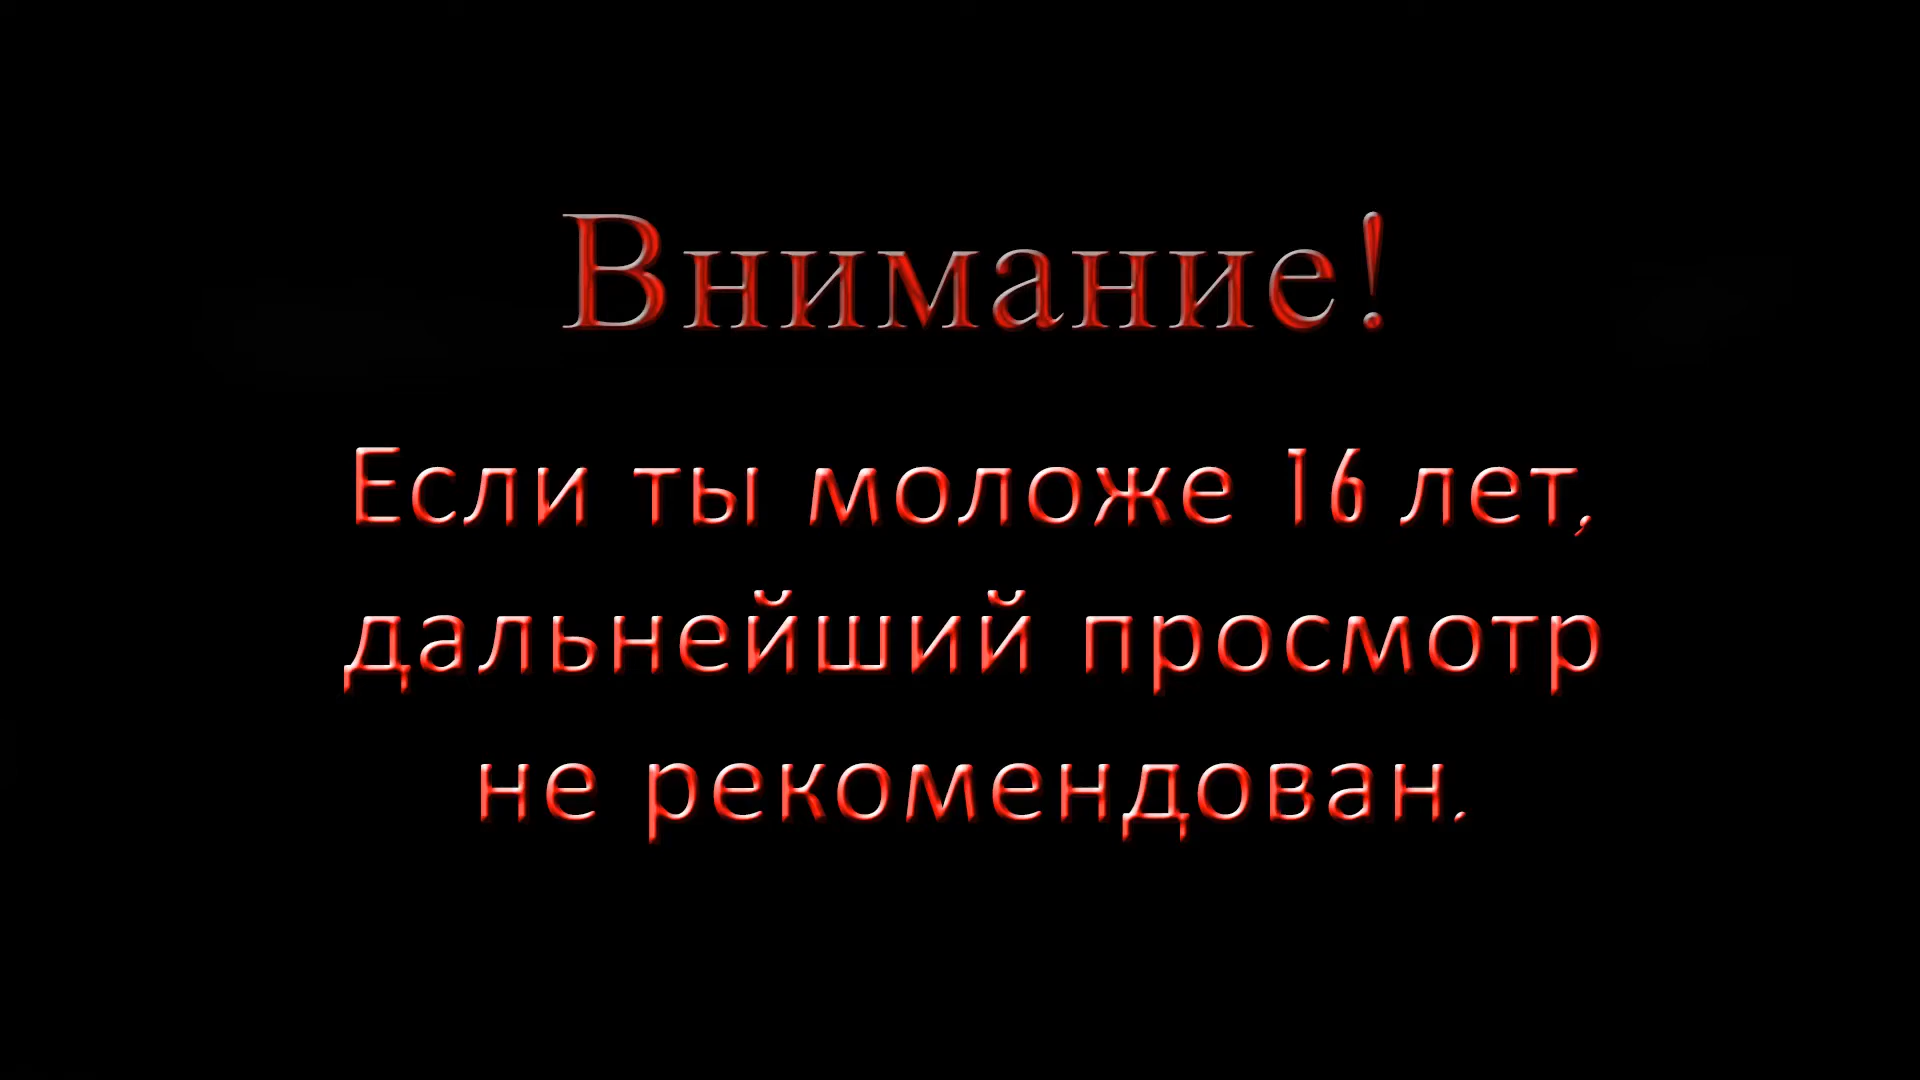 Внимание!
Если ты моложе 16 лет,
дальнейший просмотр
не рекомендован.